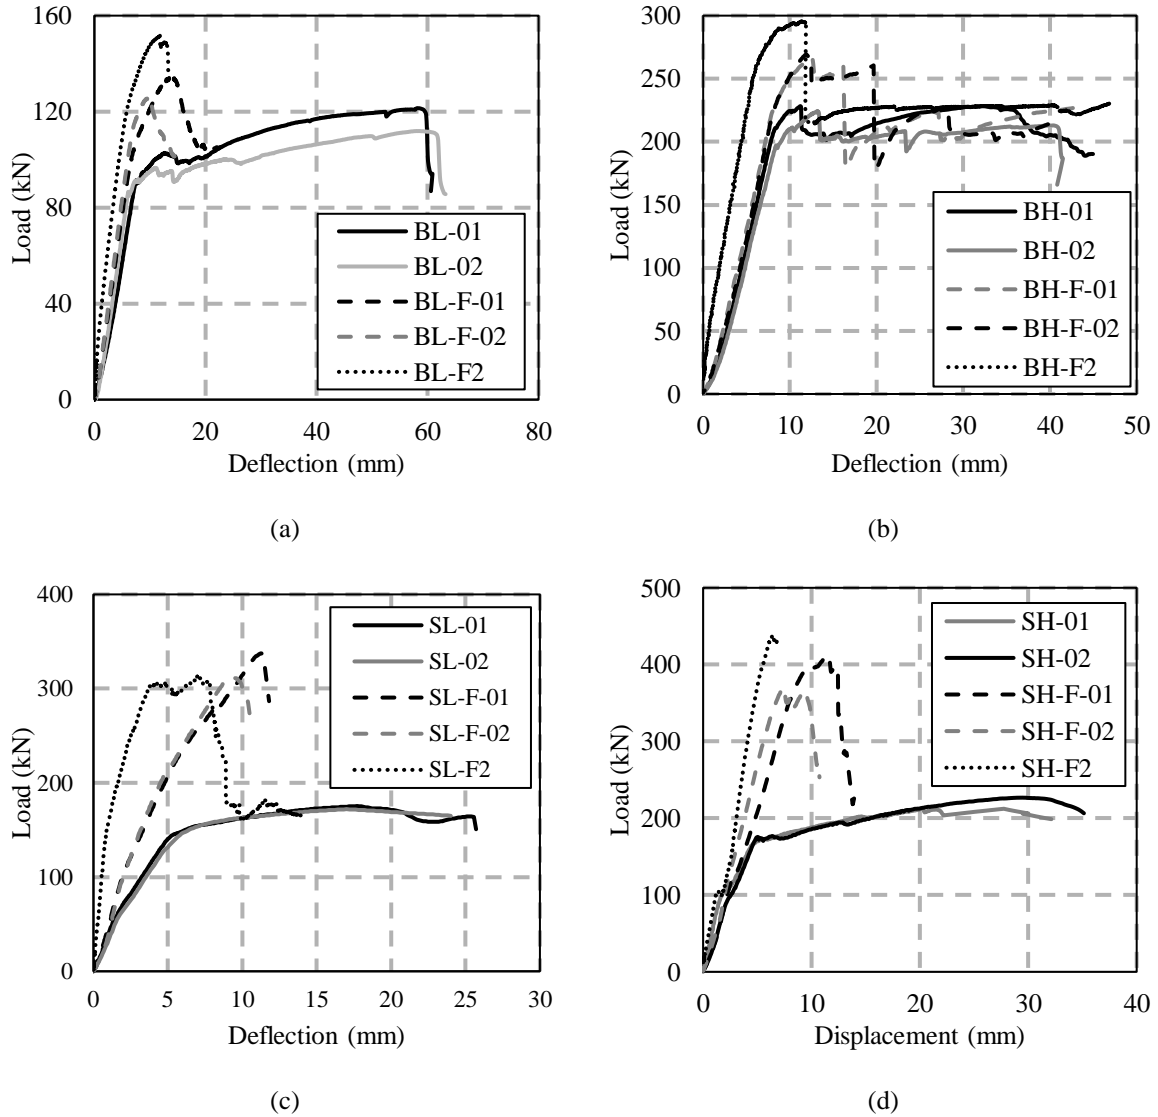 160
120
80
40
0
Load (kN)
BL-01
BL-02
BL-F-01
BL-F-02
BL-F2
0 20 40 60 80
Deflection (mm)
(a)
300
250
200
150
100
50
0
Load (kN)
BH-01
BH-02
BH-F-01
BH-F-02
BH-F2
0 10 20 30 40 50
Deflection (mm)
(b)
400
300
200
100
0
Load (kN)
SL-01
SL-02
SL-F-01
SL-F-02
SL-F2
0 5 10 15 20 25 30
Deflection (mm)
(c)
500
400
300
200
100
0
Load (kN)
SH-01
SH-02
SH-F-01
SH-F-02
SH-F2
0 10 20 30 40
Displacement (mm)
(d)